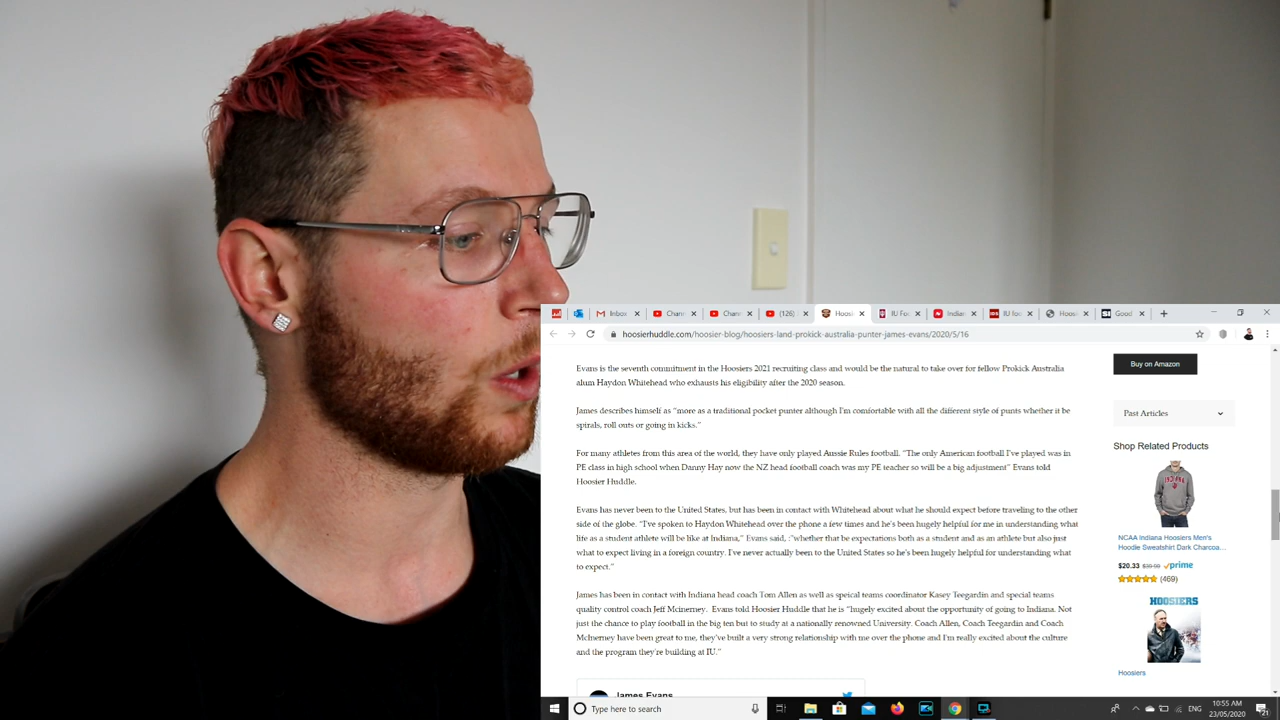 Inbox
Chann
Chann
(126)
Hoosi
IU Foo
Indian
IU foo
Hoosi
Good
hoosierhuddle.com/hoosier-blog/hoosiers-land-prokick-australia-punter-james-evans/2020/5/16
Evans is the seventh commitment in the Hoosiers 2021 recruiting class and would be the natural to take over for fellow Prokick Australia
alum Haydon Whitehead who exhausts his eligibility after the 2020 season.
James describes himself as “more as a traditional pocket punter although I'm comfortable with all the different style of punts whether it be
spirals, roll outs or going in kicks.”
For many athletes from this area of the world, they have only played Aussie Rules football. “The only American football I've played was in
PE class in high school when Danny Hay now the NZ head football coach was my PE teacher so will be a big adjustment” Evans told
Hoosier Huddle.
Evans has never been to the United States, but has been in contact with Whitehead about what he should expect before traveling to the other
side of the globe. “I've spoken to Haydon Whitehead over the phone a few times and he's been hugely helpful for me in understanding what
life as a student athlete will be like at Indiana,” Evans said, :"whether that be expectations both as a student and as an athlete but also just
what to expect living in a foreign country. I've never actually been to the United States so he's been hugely helpful for understanding what
to expect.”
James has been in contact with Indiana head coach Tom Allen as well as speical teams coordinator Kasey Teegardin and special teams
quality control coach Jeff Mcinerney. Evans told Hoosier Huddle that he is “hugely excited about the opportunity of going to Indiana. Not
just the chance to play football in the big ten but to study at a nationally renowned University. Coach Allen, Coach Teegardin and Coach
McInerney have been great to me, they've built a very strong relationship with me over the phone and I'm really excited about the culture
and the program they're building at IU.”
James Evans
Buy on Amazon
Past Articles
Shop Related Products
INDIANA
NCAA Indiana Hoosiers Men's
Hoodie Sweatshirt Dark Charcoa...
$20.33 $39.98 prime
(469)
HOOSIERS
Hoosiers
Type here to search
ENG
10:55 AM
23/05/2020